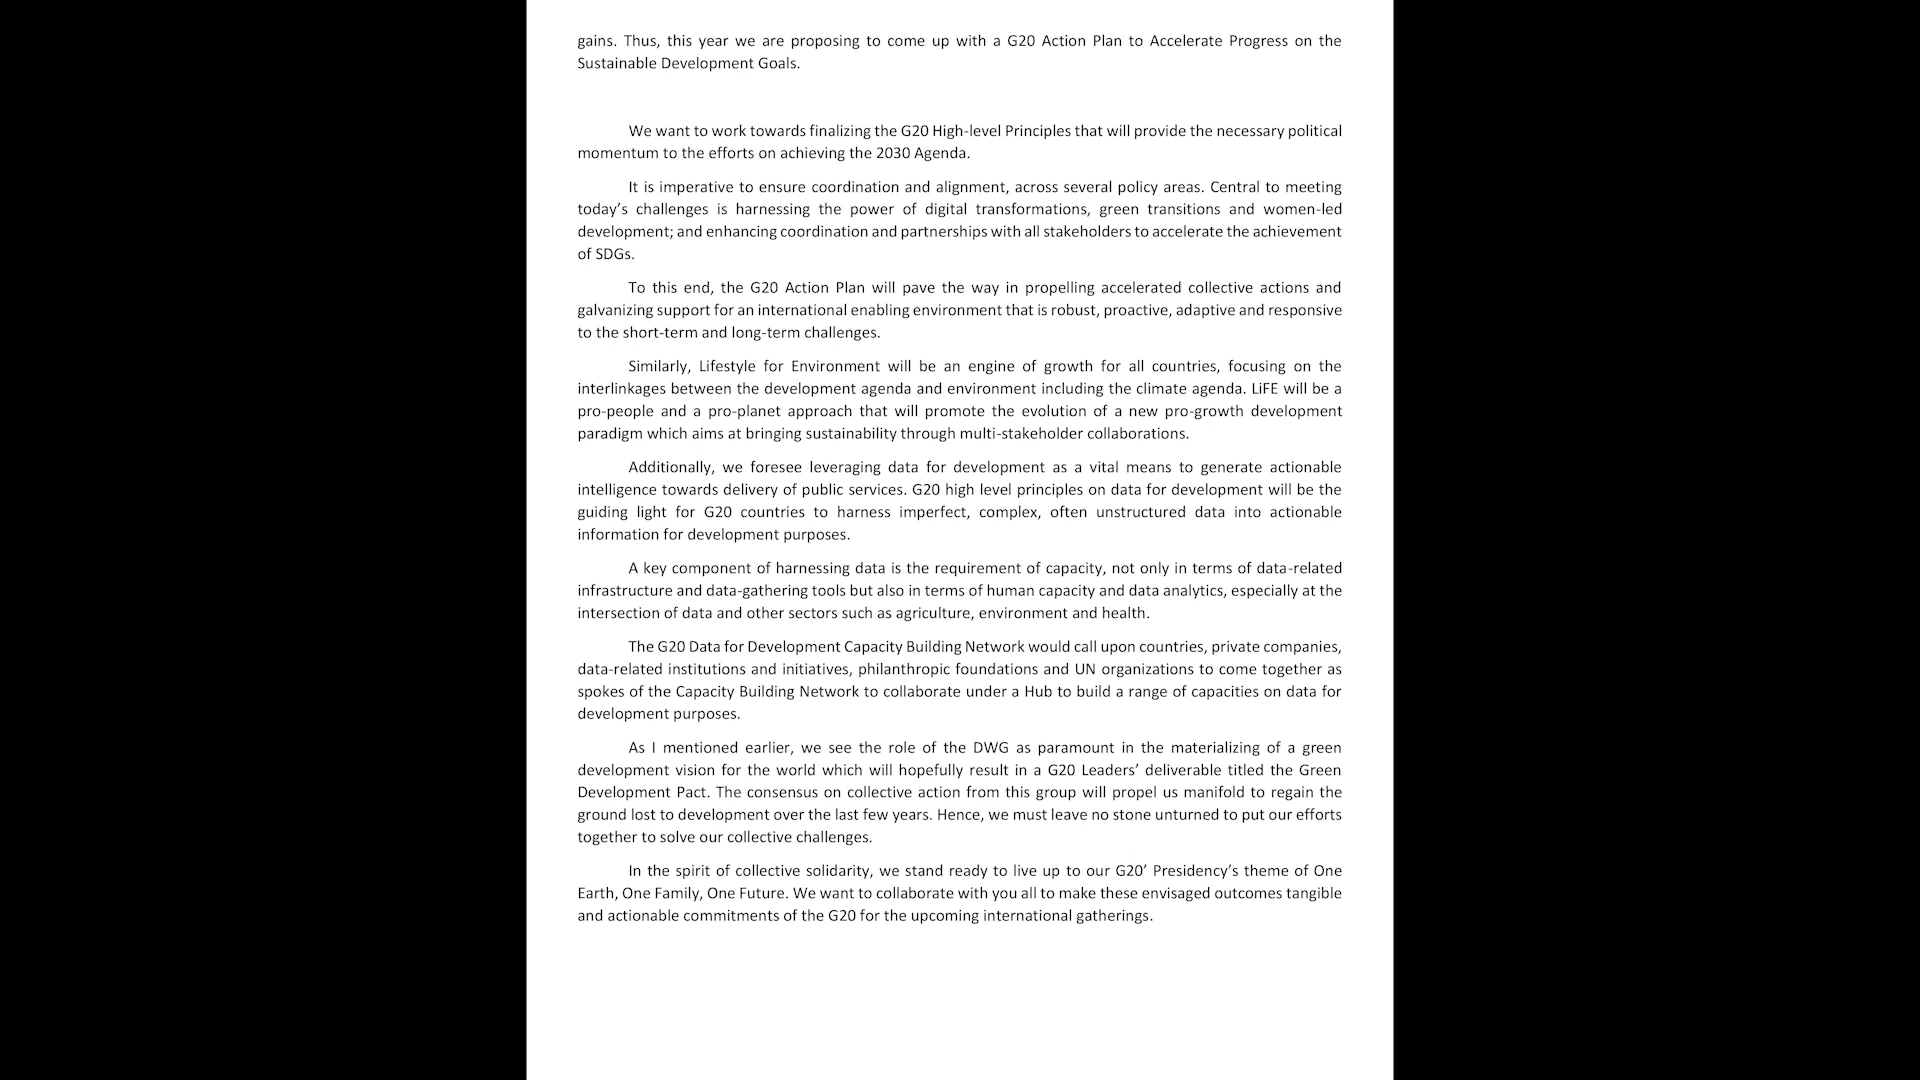 gains. Thus, this year we are proposing to come up with a G20 Action Plan to Accelerate Progress on the
Sustainable Development Goals.
We want to work towards finalizing the G20 High-level Principles that will provide the necessary political
momentum to the efforts on achieving the 2030 Agenda.
It is imperative to ensure coordination and alignment, across several policy areas. Central to meeting
today’s challenges is harnessing the power of digital transformations, green transitions and women-led
development; and enhancing coordination and partnerships with all stakeholders to accelerate the achievement
of SDGs.
To this end, the G20 Action Plan will pave the way in propelling accelerated collective actions and
galvanizing support for an international enabling environment that is robust, proactive, adaptive and responsive
to the short-term and long-term challenges.
Similarly, Lifestyle for Environment will be an engine of growth for all countries, focusing on the
interlinkages between the development agenda and environment including the climate agenda. LiFE will be a
pro-people and a pro-planet approach that will promote the evolution of a new pro-growth development
paradigm which aims at bringing sustainability through multi-stakeholder collaborations.
Additionally, we foresee leveraging data for development as a vital means to generate actionable
intelligence towards delivery of public services. G20 high level principles on data for development will be the
guiding light for G20 countries to harness imperfect, complex, often unstructured data into actionable
information for development purposes.
A key component of harnessing data is the requirement of capacity, not only in terms of data-related
infrastructure and data-gathering tools but also in terms of human capacity and data analytics, especially at the
intersection of data and other sectors such as agriculture, environment and health.
The G20 Data for Development Capacity Building Network would call upon countries, private companies,
data-related institutions and initiatives, philanthropic foundations and UN organizations to come together as
spokes of the Capacity Building Network to collaborate under a Hub to build a range of capacities on data for
development purposes.
As I mentioned earlier, we see the role of the DWG as paramount in the materializing of a green
development vision for the world which will hopefully result in a G20 Leaders’ deliverable titled the Green
Development Pact. The consensus on collective action from this group will propel us manifold to regain the
ground lost to development over the last few years. Hence, we must leave no stone unturned to put our efforts
together to solve our collective challenges.
In the spirit of collective solidarity, we stand ready to live up to our G20’ Presidency’s theme of One
Earth, One Family, One Future. We want to collaborate with you all to make these envisaged outcomes tangible
and actionable commitments of the G20 for the upcoming international gatherings.